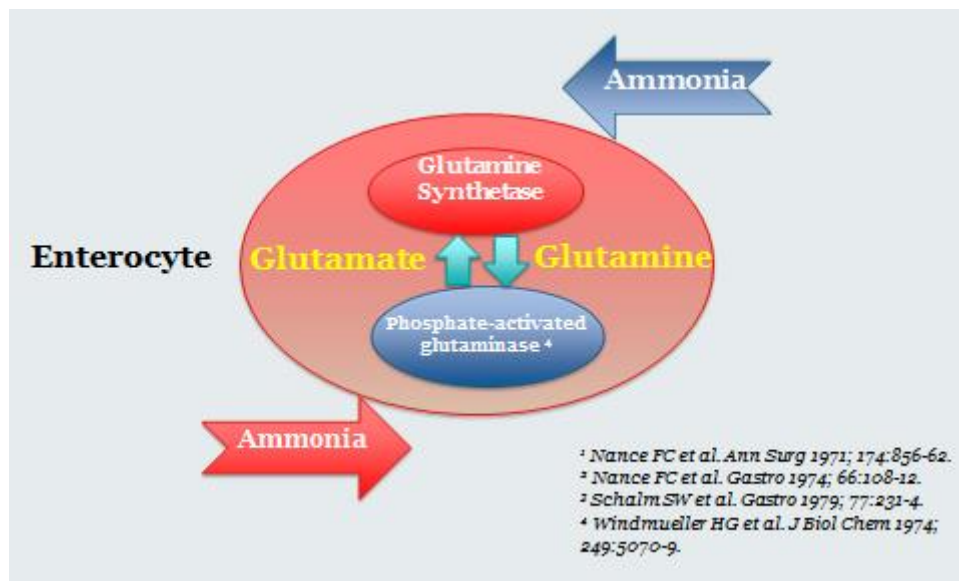 Ammonia
Glutamine
Synthetase
Enterocyte
Glutamate
Glutamine
Phosphate-activated
glutaminase ⁴
Ammonia
¹ Nance FC et al. Ann Surg 1971; 174:856-62.
² Nance FC et al. Gastro 1974; 66:108-12.
³ Schalm SW et al. Gastro 1979; 77:231-4.
⁴ Windmueller HG et al. J Biol Chem 1974;
249:5070-9.